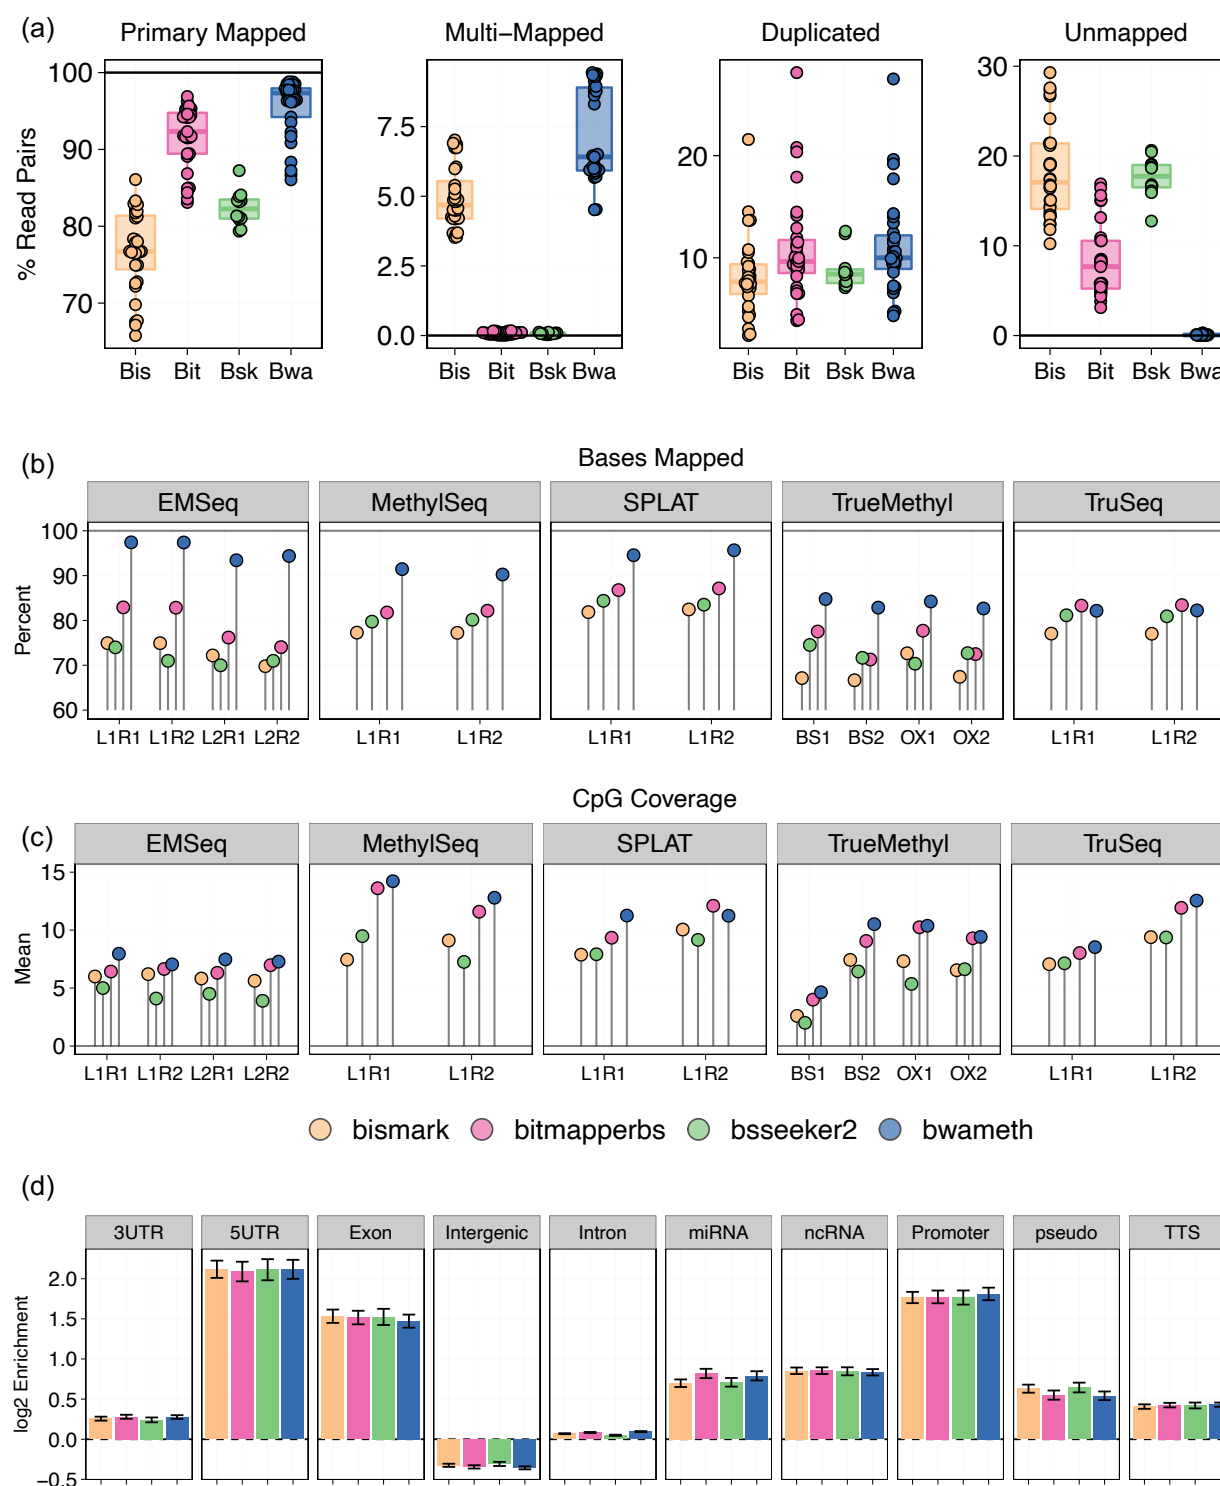 (a)
Primary Mapped Multi-Mapped Duplicated Unmapped
% Read Pairs
100
90
80
70
Bis Bit Bsk Bwa
7.5
5.0
2.5
0.0
Bis Bit Bsk Bwa
20
10
Bis Bit Bsk Bwa
30
20
10
0
Bis Bit Bsk Bwa
(b)
Bases Mapped
EMSeq MethylSeq SPLAT TrueMethyl TruSeq
Percent
100
90
80
70
60
L1R1 L1R2 L2R1 L2R2 L1R1 L1R2 L1R1 L1R2 BS1 BS2 OX1 OX2 L1R1 L1R2
CpG Coverage
(c)
EMSeq MethylSeq SPLAT TrueMethyl TruSeq
Mean
15
10
5
0
L1R1 L1R2 L2R1 L2R2 L1R1 L1R2 L1R1 L1R2 BS1 BS2 OX1 OX2 L1R1 L1R2
bismark bitmapperbs bsseeker2 bwameth
(d)
3UTR 5UTR Exon Intergenic Intron miRNA ncRNA Promoter pseudo TTS
log2 Enrichment
2.0
1.5
1.0
0.5
0.0
−0.5